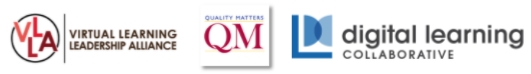 VLLA
VIRTUAL LEARNING
LEADERSHIP ALLIANCE
QUALITY MATTERS
QM
digital learning
COLLABORATIVE